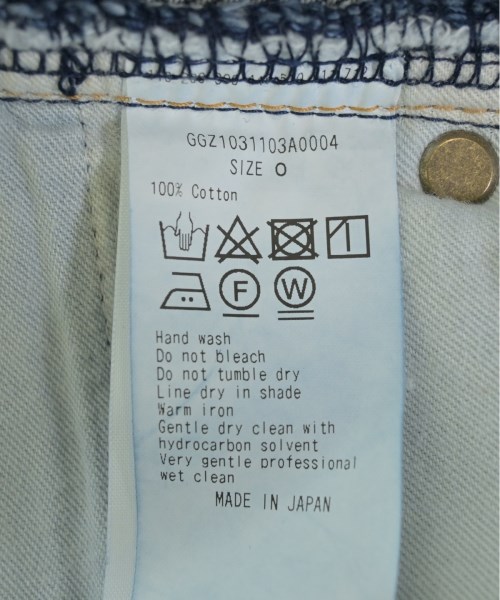 GGZ1031103A0004
SIZE 0
100% Cotton
F W
Hand wash
Do not bleach
Do not tumble dry
Line dry in shade
Warm iron
Gentle dry clean with
hydrocarbon solvent
Very gentle professional
wet clean
MADE IN JAPAN